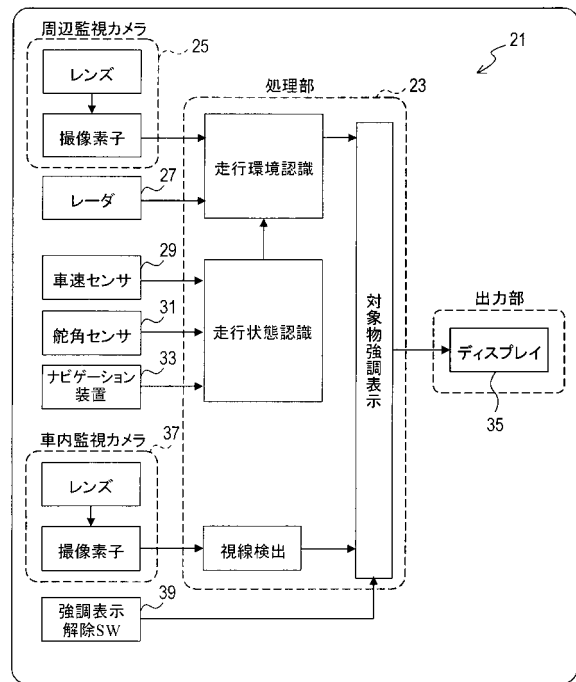 周辺監視カメラ
25
21
レンズ
処理部
23
撮像素子
走行環境認識
27
レーダ
29
車速センサ
走行状態認識
31
舵角センサ
33
ナビゲーション
装置
対象物強調表示
出力部
ディスプレイ
35
車内監視カメラ
37
レンズ
撮像素子
視線検出
39
強調表示
解除SW